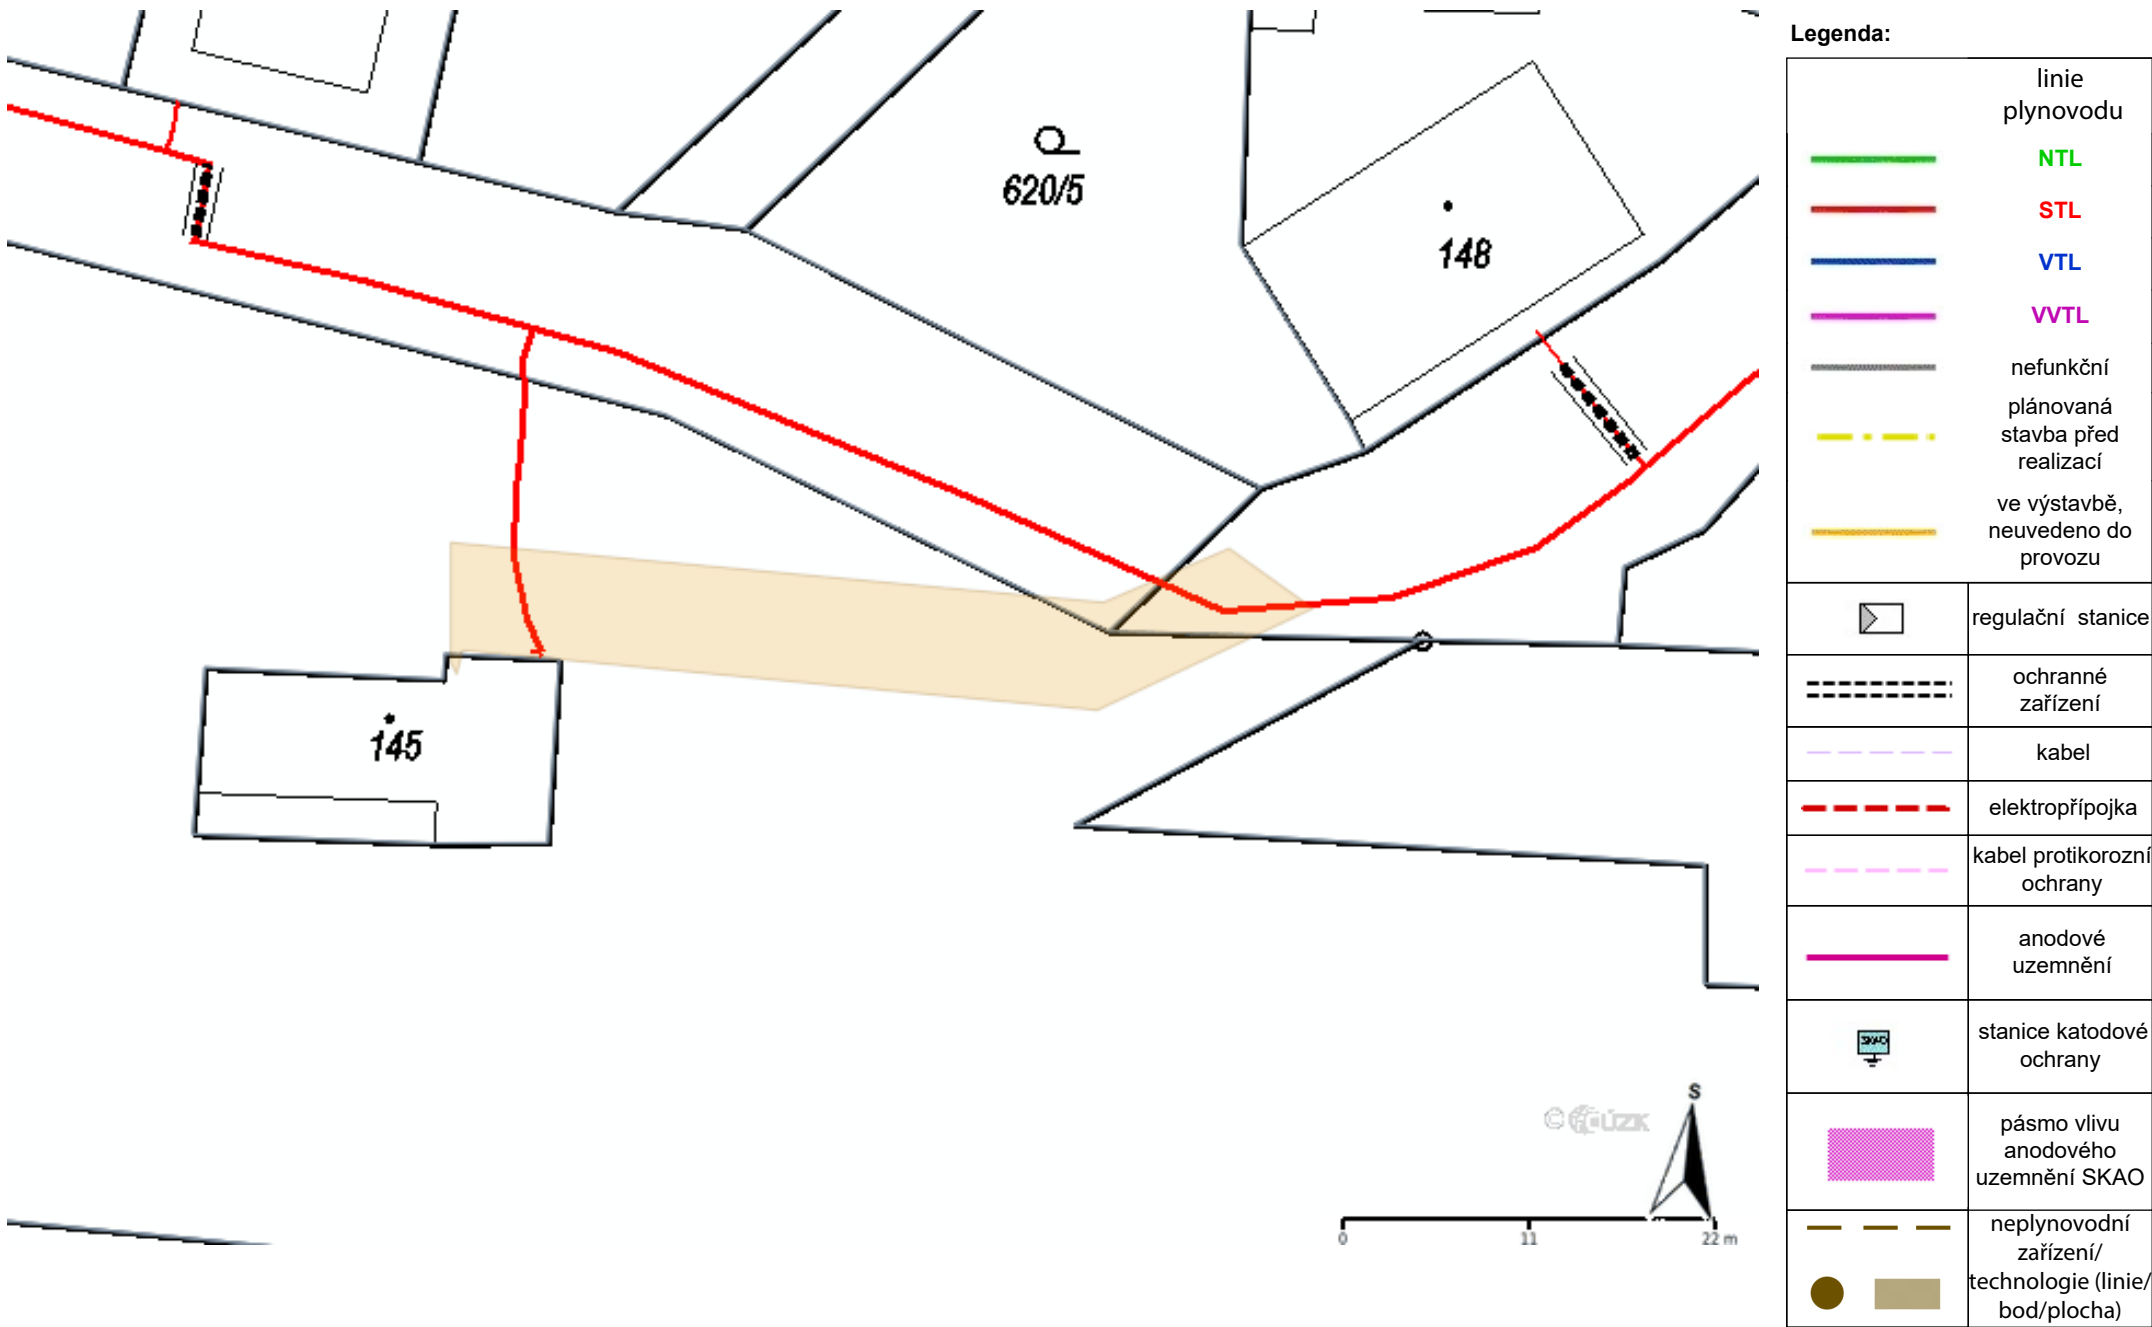 620/5
148
145
© ČÚZK
S
0 11 22 m
Legenda:
linie
plynovodu
NTL
STL
VTL
VVTL
nefunkční
plánovaná
stavba před
realizací
ve výstavbě,
neuvedeno do
provozu
regulační stanice
ochranné
zařízení
kabel
elektropřípojka
kabel protikorozní
ochrany
anodové
uzemnění
SKAO
stanice katodové
ochrany
pásmo vlivu
anodového
uzemnění SKAO
neplynovodní
zařízení/
technologie (linie/
bod/plocha)